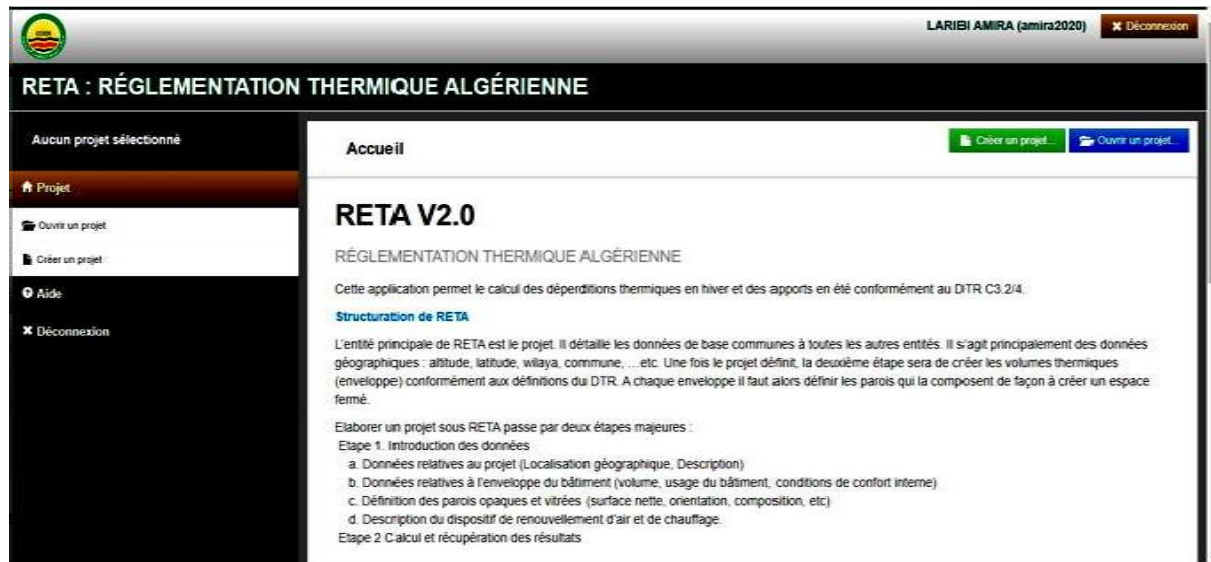 LARIBI AMIRA (amira2020)
Déconnexion
RETA : RÉGLEMENTATION THERMIQUE ALGÉRIENNE
Aucun projet sélectionné
Projet
Ouvrir un projet
Créer un projet
Aide
Déconnexion
Accueil
Créer un projet...
Ouvrir un projet...
RETA V2.0
RÉGLEMENTATION THERMIQUE ALGÉRIENNE
Cette application permet le calcul des déperditions thermiques en hiver et des apports en été conformément au DTR C3.2/4.
Structuration de RETA
L'entité principale de RETA est le projet. Il détaille les données de base communes à toutes les autres entités. Il s'agit principalement des données
géographiques : altitude, latitude, wilaya, commune, ...etc. Une fois le projet définit, la deuxième étape sera de créer les volumes thermiques
(enveloppe) conformément aux définitions du DTR. A chaque enveloppe il faut alors définir les parois qui la composent de façon à créer un espace
fermé.
Elaborer un projet sous RETA passe par deux étapes majeures :
Etape 1. Introduction des données
a. Données relatives au projet (Localisation géographique, Description)
b. Données relatives à l'enveloppe du bâtiment (volume, usage du bâtiment, conditions de confort interne)
c. Définition des parois opaques et vitrées (surface nette, orientation, composition, etc)
d. Description du dispositif de renouvellement d'air et de chauffage.
Etape 2 Calcul et récupération des résultats